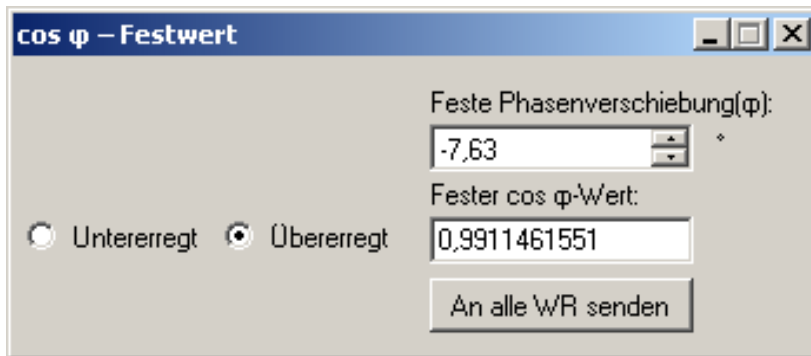 cos φ – Festwert
Feste Phasenverschiebung(φ):
-7,63 °
Fester cos φ-Wert:
Untererregt Übererregt 0,9911461551
An alle WR senden